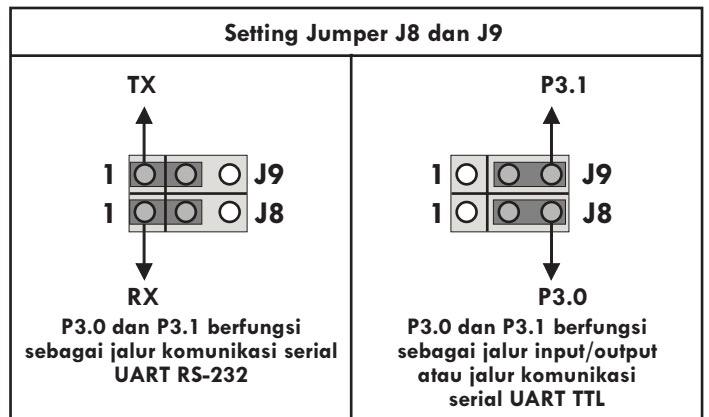 Setting Jumper J8 dan J9
TX
1 J9
1 J8
RX
P3.0 dan P3.1 berfungsi
sebagai jalur komunikasi serial
UART RS-232
P3.1
1 J9
1 J8
P3.0
P3.0 dan P3.1 berfungsi
sebagai jalur input/output
atau jalur komunikasi
serial UART TTL